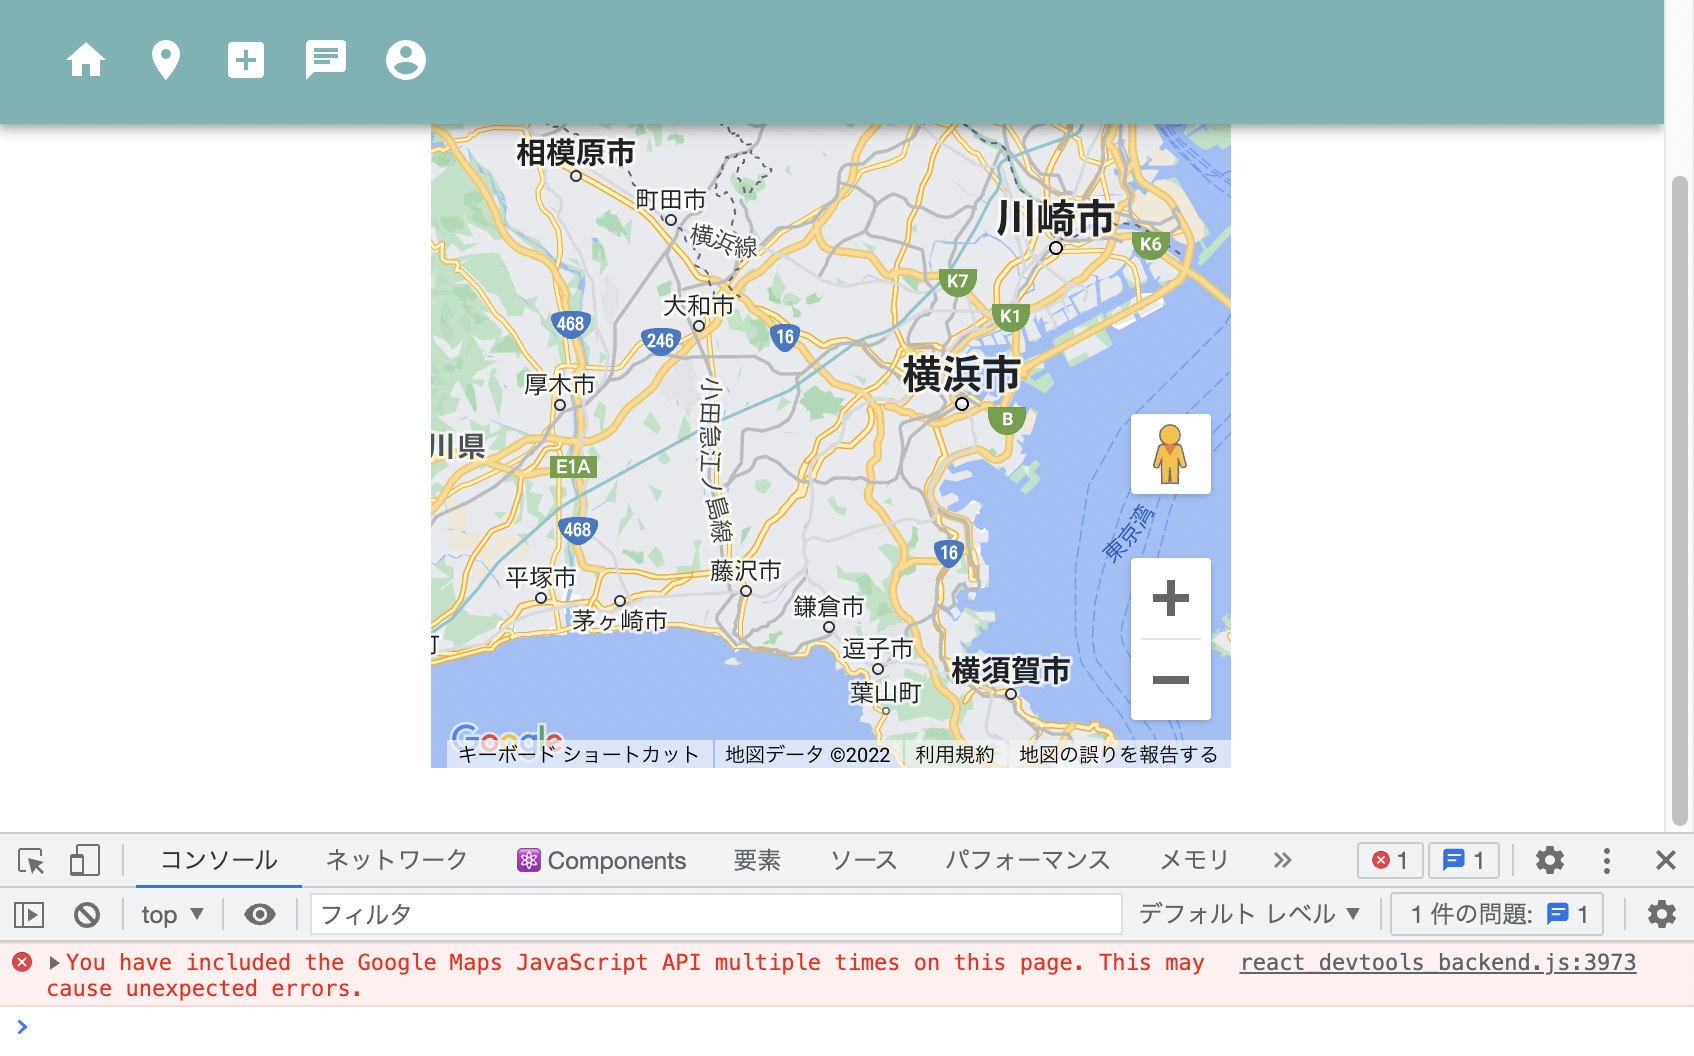 相模原市
町田市
横浜線
川崎市
K6
K7
大和市
K1
468
246
16
横浜市
厚木市
B
小田急江ノ島線
川県
E1A
東京湾
468
16
平塚市
藤沢市
茅ヶ崎市
鎌倉市
町
逗子市
横須賀市
葉山町
Google
キーボード ショートカット 地図データ ©2022 利用規約 地図の誤りを報告する
コンソール ネットワーク Components 要素 ソース パフォーマンス メモリ 1 1
top フィルタ デフォルト レベル 1 件の問題: 1
You have included the Google Maps JavaScript API multiple times on this page. This may react_devtools_backend.js:3973
cause unexpected errors.